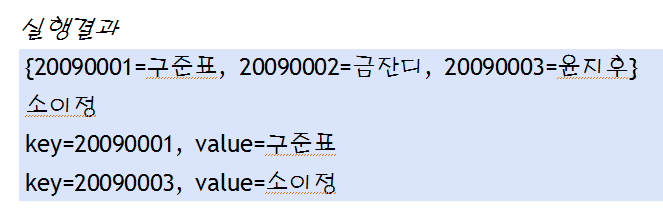 실행결과
{20090001=구준표, 20090002=금잔디, 20090003=윤지후}
소이정
key=20090001, value=구준표
key=20090003, value=소이정